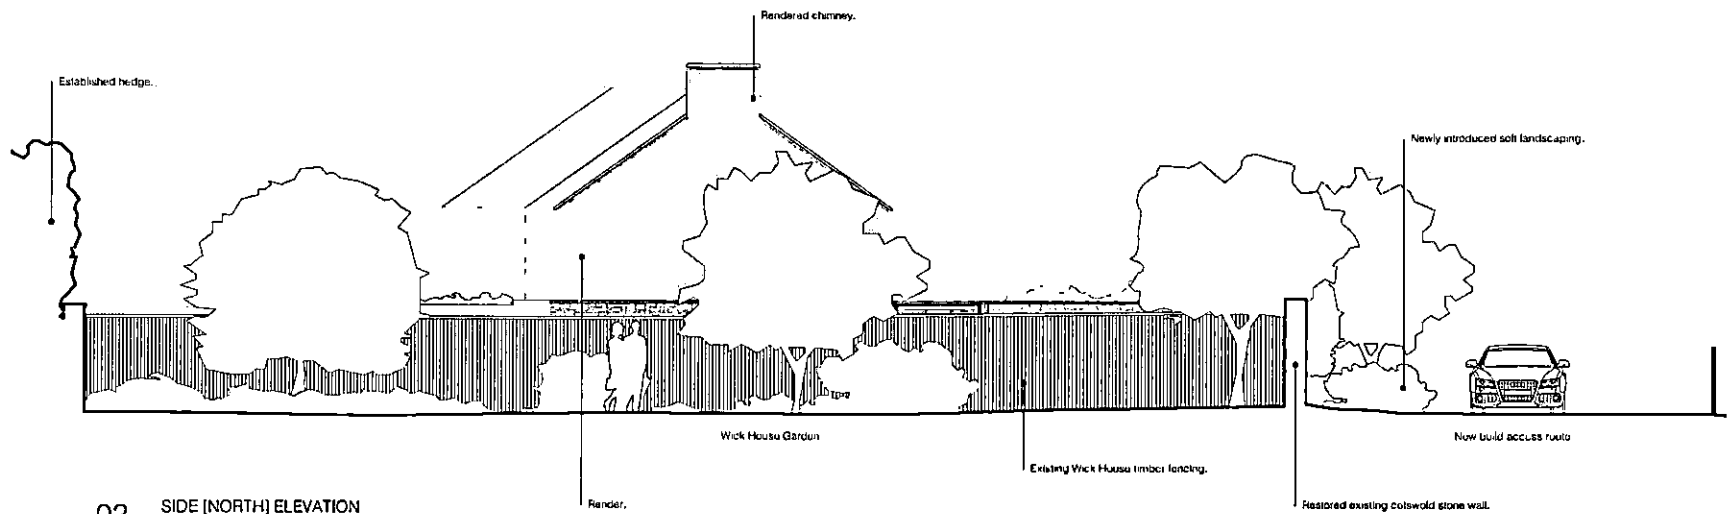 Rendered chimney.
Established hedge.
Newly introduced soft landscaping.
Wick House Garden
New build access route
Existing Wick House timber fencing.
02 SIDE [NORTH] ELEVATION
Render.
Restored existing cotswold stone wall.